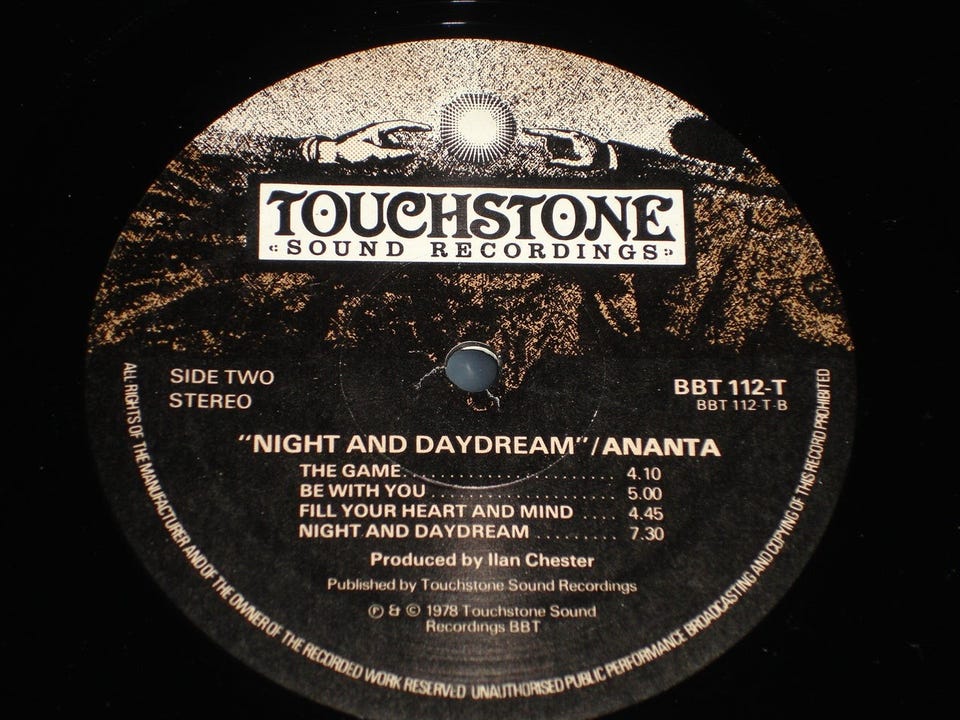 TOUCHSTONE
SOUND RECORDINGS
SIDE TWO
STEREO
BBT 112-T
BBT 112-T-B
"NIGHT AND DAYDREAM"/ANANTA
THE GAME........................ 4.10
BE WITH YOU..................... 5.00
FILL YOUR HEART AND MIND .... 4.45
NIGHT AND DAYDREAM ......... 7.30
Produced by Ilan Chester
Published by Touchstone Sound Recordings
℗ & © 1978 Touchstone Sound
Recordings BBT
ALL RIGHTS OF THE MANUFACTURER AND OF THE OWNER OF THE RECORDED WORK RESERVED UNAUTHORISED PUBLIC PERFORMANCE BROADCASTING AND COPYING OF THIS RECORD PROHIBITED